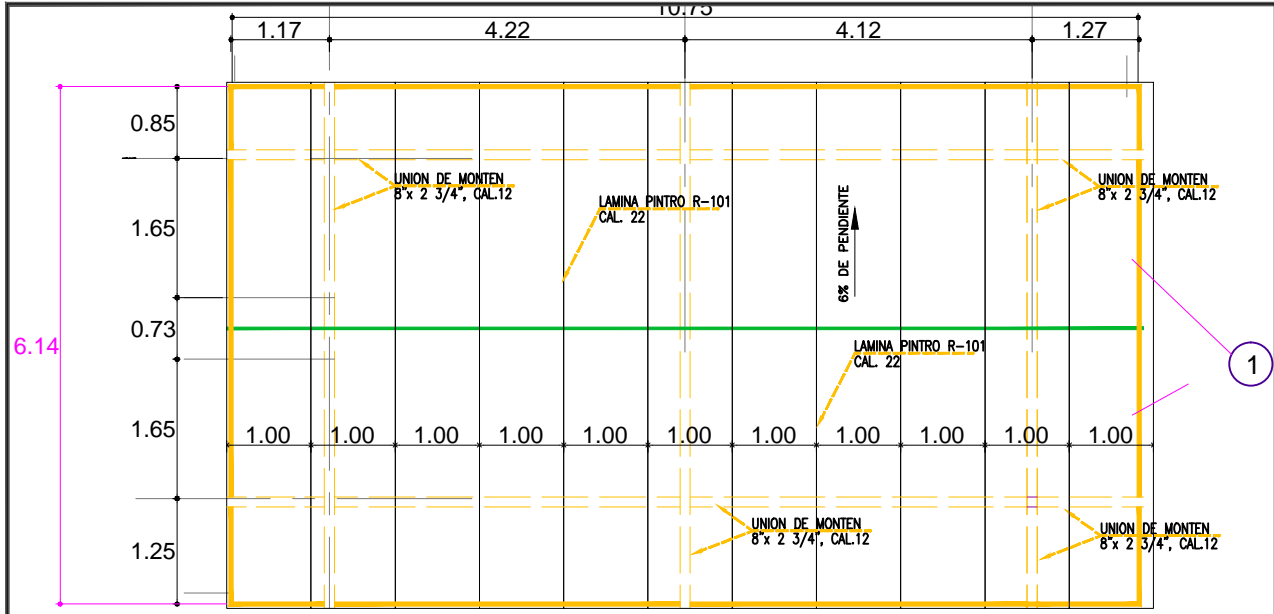 10.75
1.17
4.22
4.12
1.27
0.85
1.65
0.73
1.65
1.25
6.14
UNION DE MONTEN
8"x 2 3/4", CAL.12
LAMINA PINTRO R-101
CAL. 22
6% DE PENDIENTE
UNION DE MONTEN
8"x 2 3/4", CAL.12
LAMINA PINTRO R-101
CAL. 22
1
1.00 1.00 1.00 1.00 1.00 1.00 1.00 1.00 1.00 1.00 1.00
UNION DE MONTEN
8"x 2 3/4", CAL.12
UNION DE MONTEN
8"x 2 3/4", CAL.12